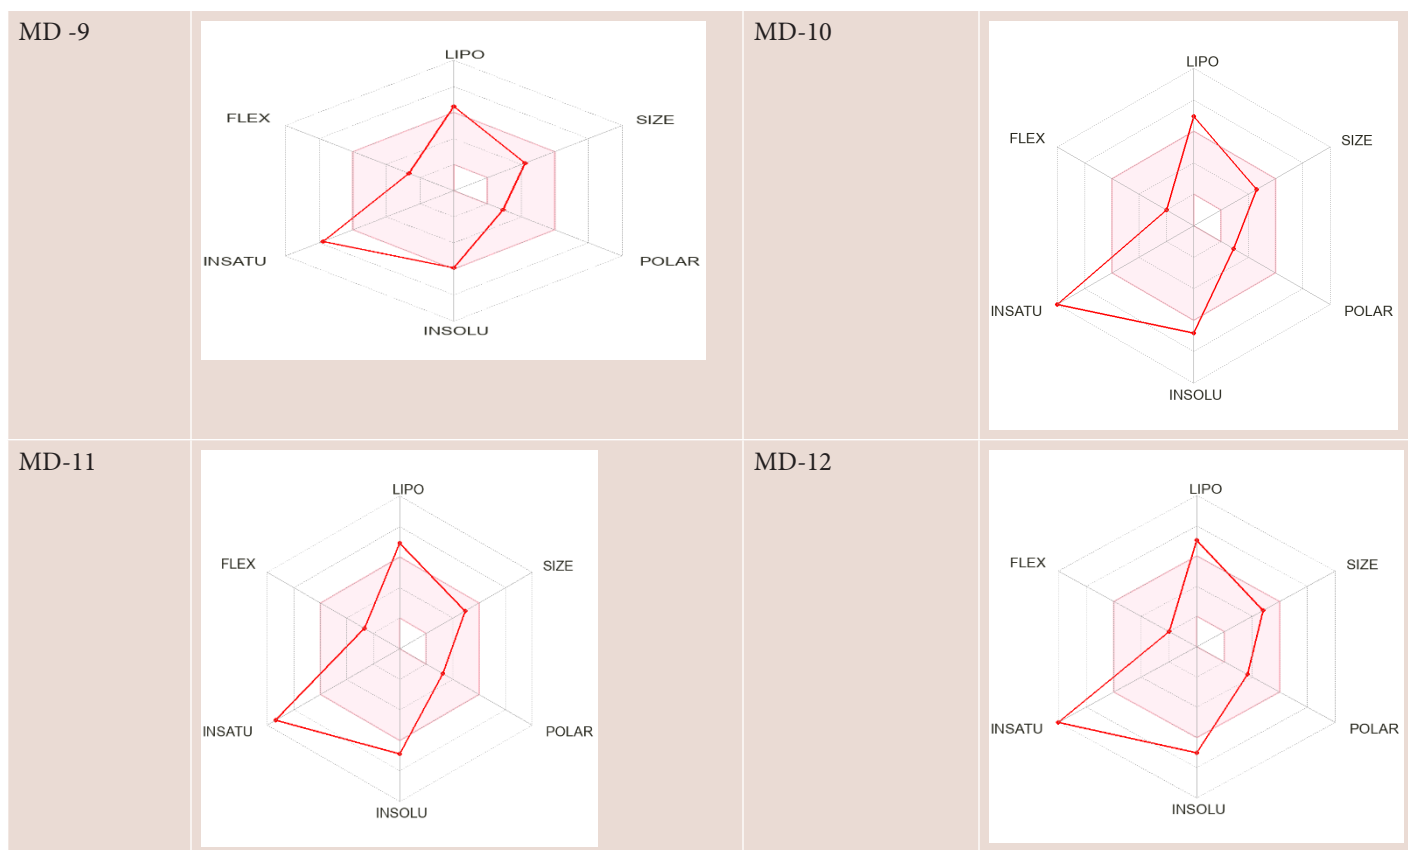 MD -9
LIPO
FLEX
SIZE
INSATU
POLAR
INSOLU
MD-10
LIPO
FLEX
SIZE
INSATU
POLAR
INSOLU
MD-11
LIPO
FLEX
SIZE
INSATU
POLAR
INSOLU
MD-12
LIPO
FLEX
SIZE
INSATU
POLAR
INSOLU